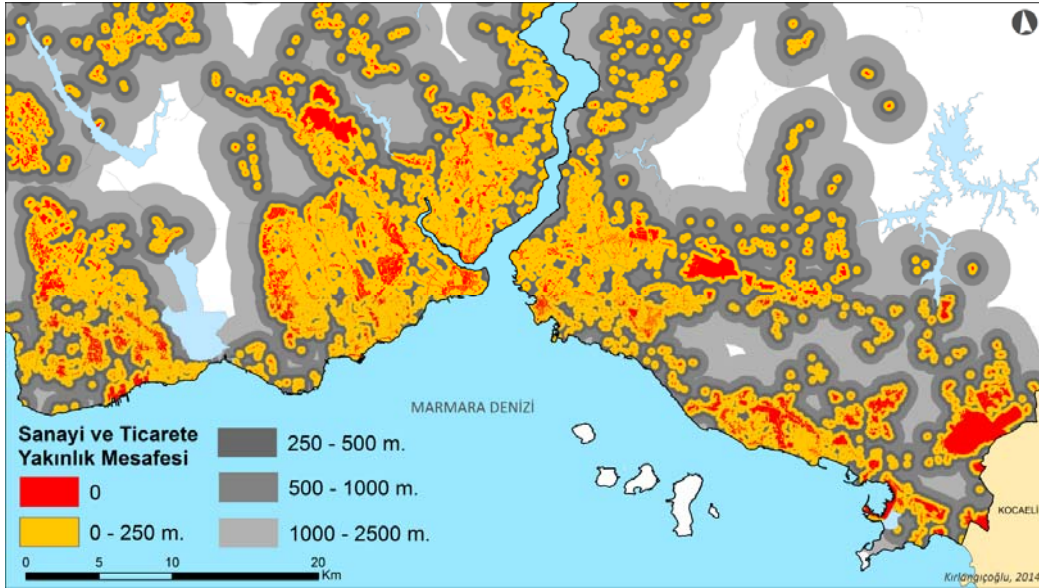 MARMARA DENİZİ
KOCAELİ
Sanayi ve Ticarete
Yakınlık Mesafesi
0
0 - 250 m.
250 - 500 m.
500 - 1000 m.
1000 - 2500 m.
0 5 10 20
Km
Kırlangıçoğlu, 2014